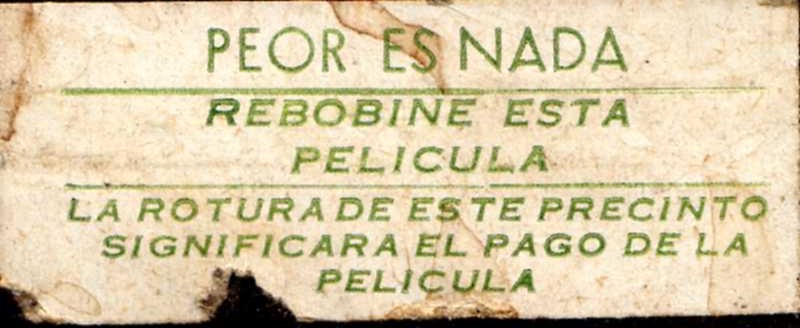 PEOR ES NADA
REBOBINE ESTA
PELICULA
LA ROTURA DE ESTE PRECINTO
SIGNIFICARA EL PAGO DE LA
PELICULA